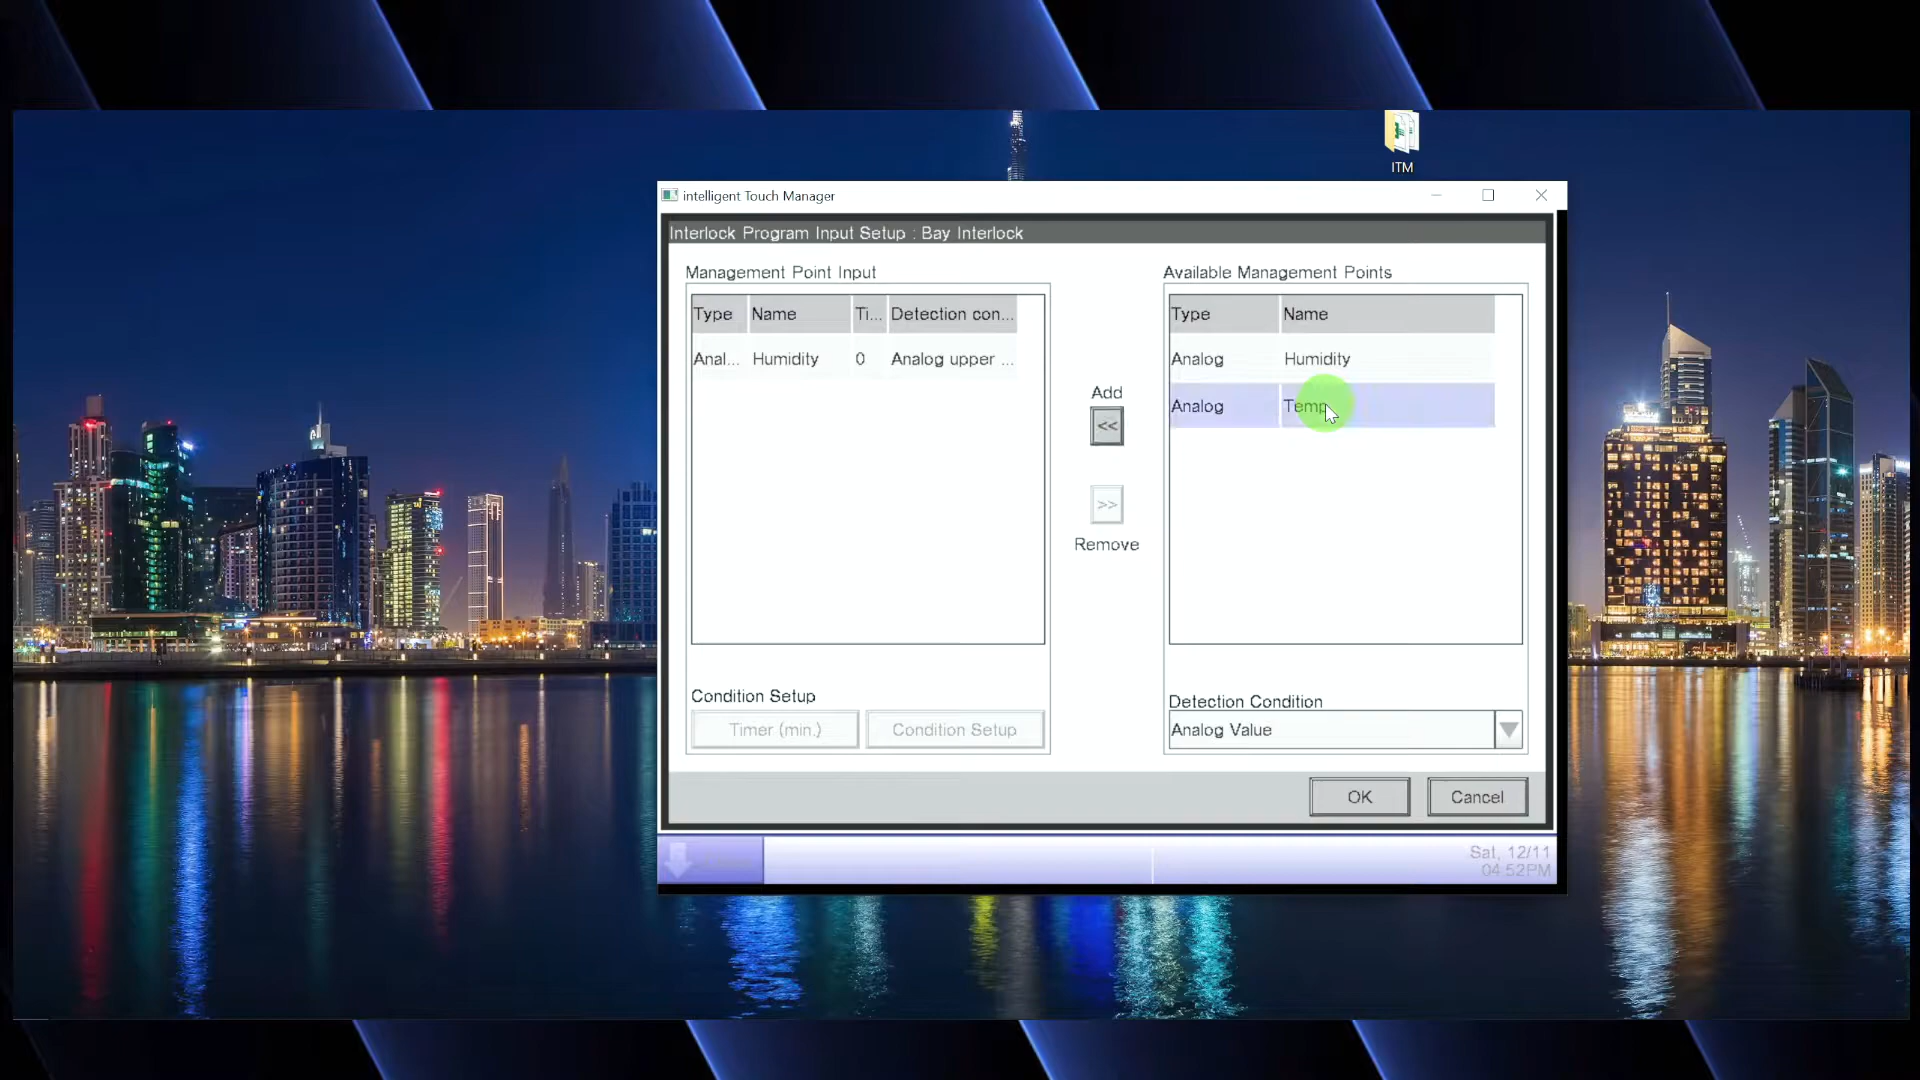 ITM
intelligent Touch Manager
Interlock Program Input Setup : Bay Interlock
Management Point Input
Available Management Points
Type Name Ti... Detection con...
Type Name
Anal... Humidity 0 Analog upper ...
Analog Humidity
Add
Analog Temp
<<
>>
Remove
Condition Setup
Detection Condition
Timer (min.) Condition Setup
Analog Value
OK Cancel
Sat, 12/11
04:52PM